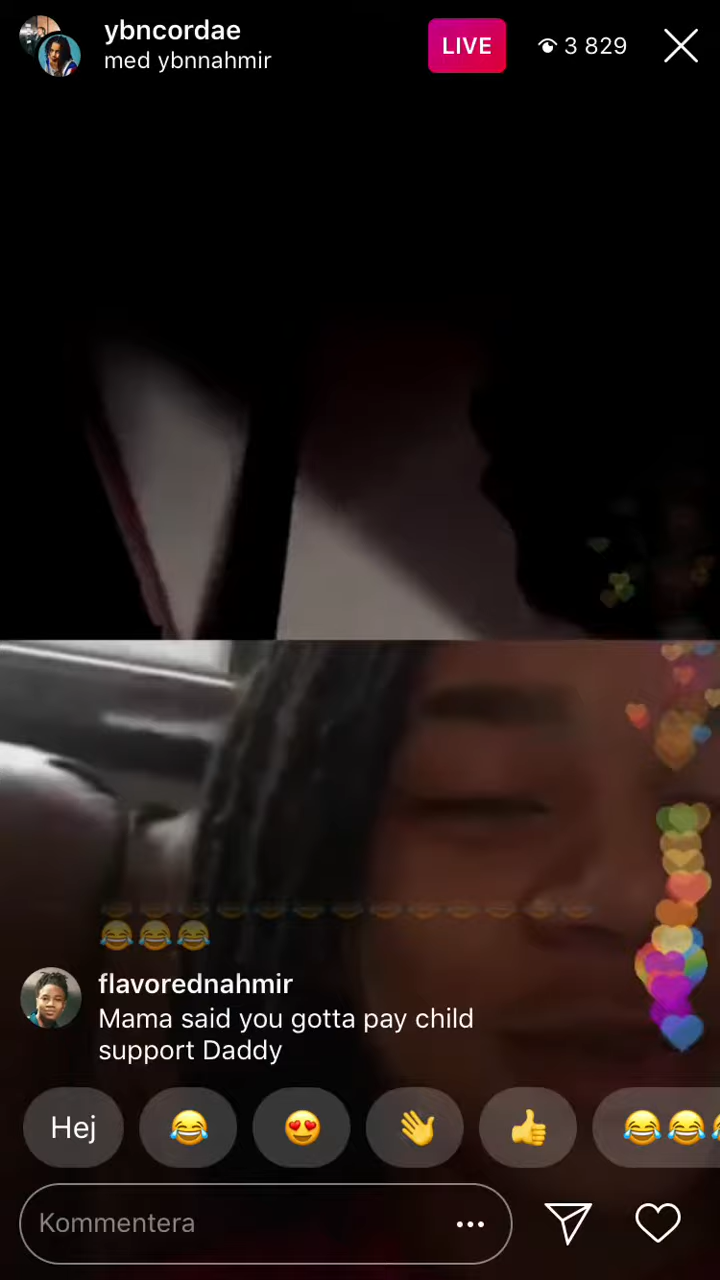 ybncordae
med ybnnahmir
LIVE
3 829
😂😂😂
flavorednahmir
Mama said you gotta pay child
support Daddy
Hej
Kommentera